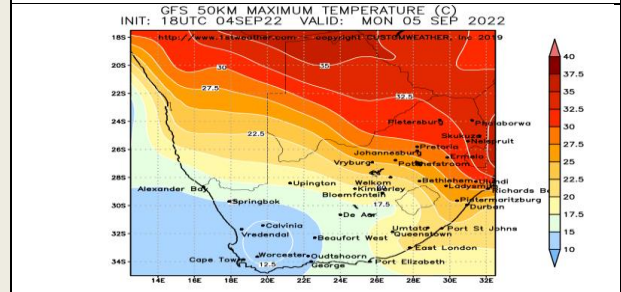 GFS 50KM MAXIMUM TEMPERATURE (C)
INIT: 18UTC 04SEP22 VALID: MON 05 SEP 2022
http://www.1stweather.com -- copyright CUSTOMWEATHER, Inc 2019
18S
20S
22S
24S
26S
28S
30S
32S
34S
14E 16E 18E 20E 22E 24E 26E 28E 30E 32E
30
35
27.5
32.5
22.5
17.5
12.5
Pietersburg
Phalaborwa
Skukuza
Nelspruit
Pretoria
Johannesburg
Ermelo
Vryburg
Potchefstroom
Welkom
Bethlehem
Ladysmith
Alexander Bay
Upington
Kimberley
Bloemfontein
Richards B
Springbok
Pietermaritzburg
Durban
De Aar
Calvinia
Vredendal
Umtata
Port St Johns
Beaufort West
Queenstown
East London
Cape Town
Worcester
Oudtshoorn
George
Port Elizabeth
40
37.5
35
32.5
30
27.5
25
22.5
20
17.5
15
10